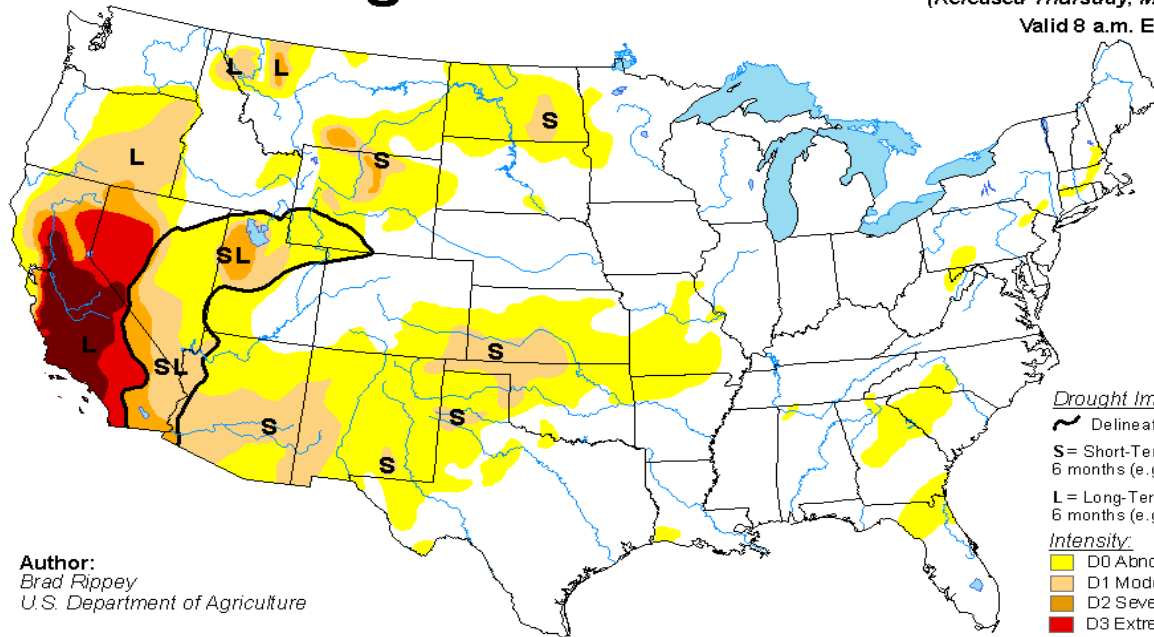 (Released Thursday, M
Valid 8 a.m. E
L
L
S
S
L
SL
L
SL
S
S
S
S
Drought Im
Delineat
S = Short-Ter
6 months (e.g
L = Long-Ter
6 months (e.g
Intensity:
D0 Abno
D1 Mode
D2 Seve
D3 Extre
Author:
Brad Rippey
U.S. Department of Agriculture